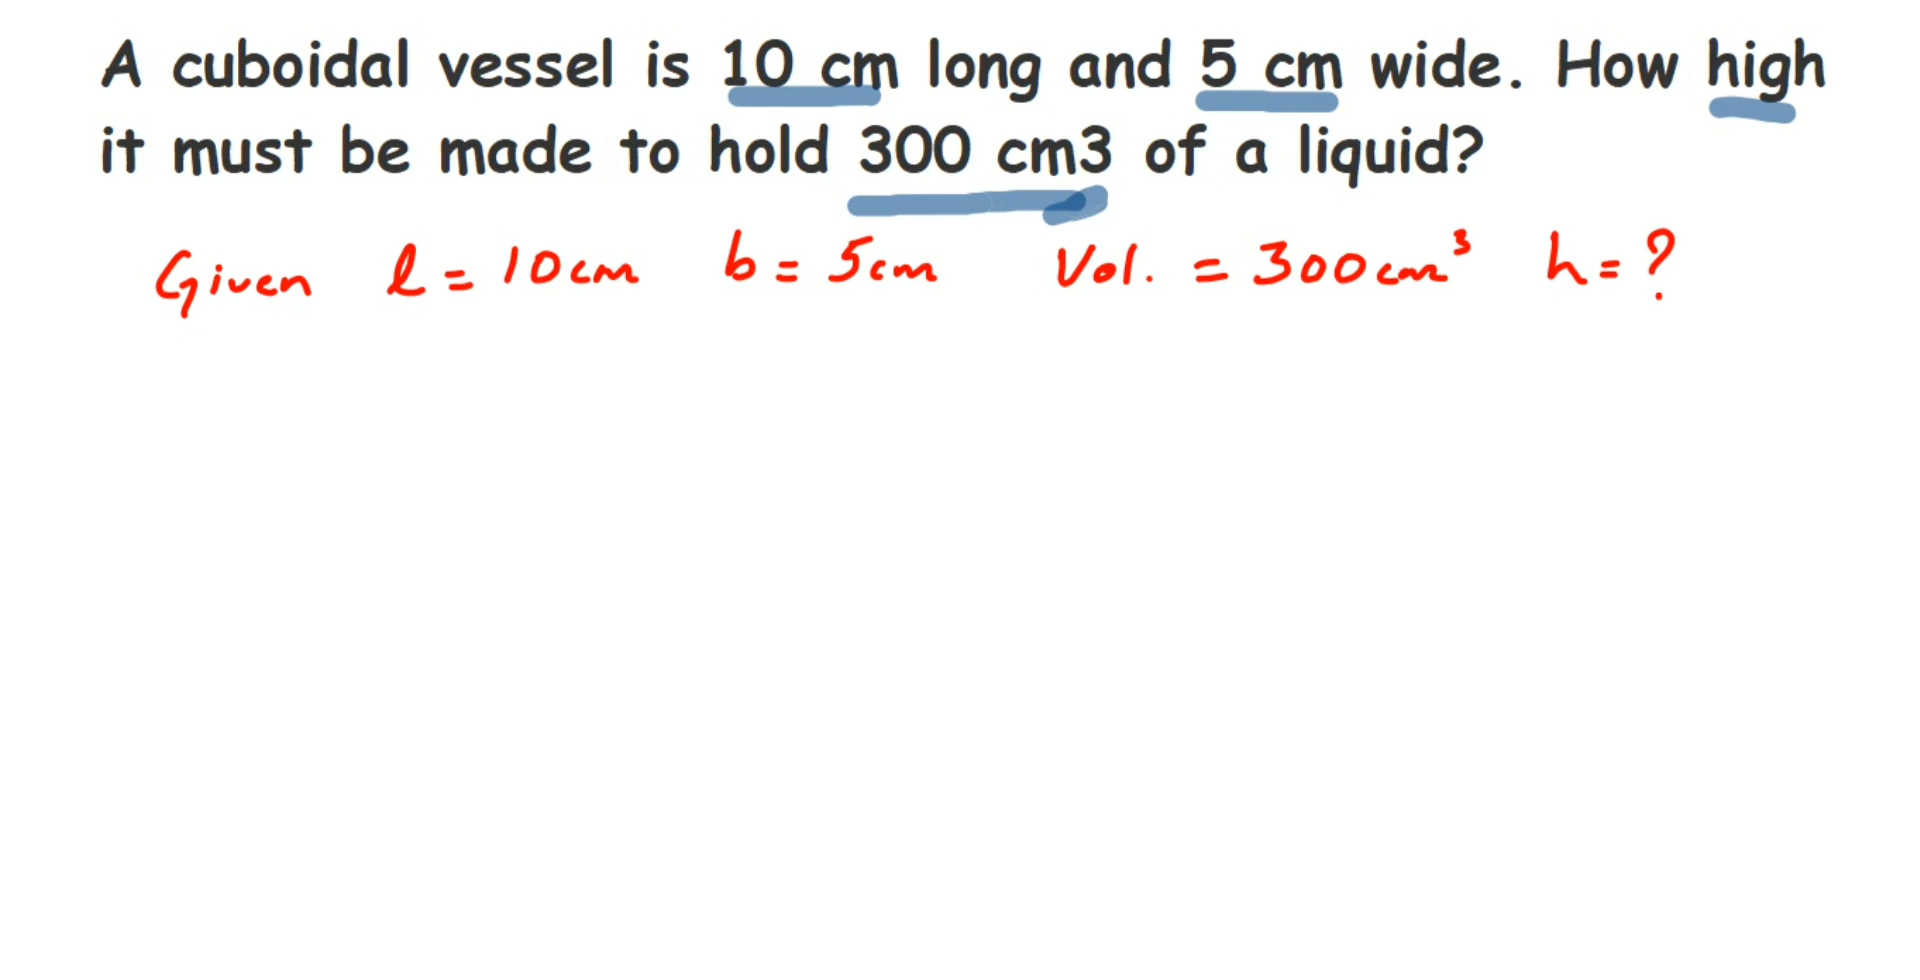 A cuboidal vessel is 10 cm long and 5 cm wide. How high
it must be made to hold 300 cm3 of a liquid?
Given l = 10cm b = 5cm Vol. = 300cm³ h = ?